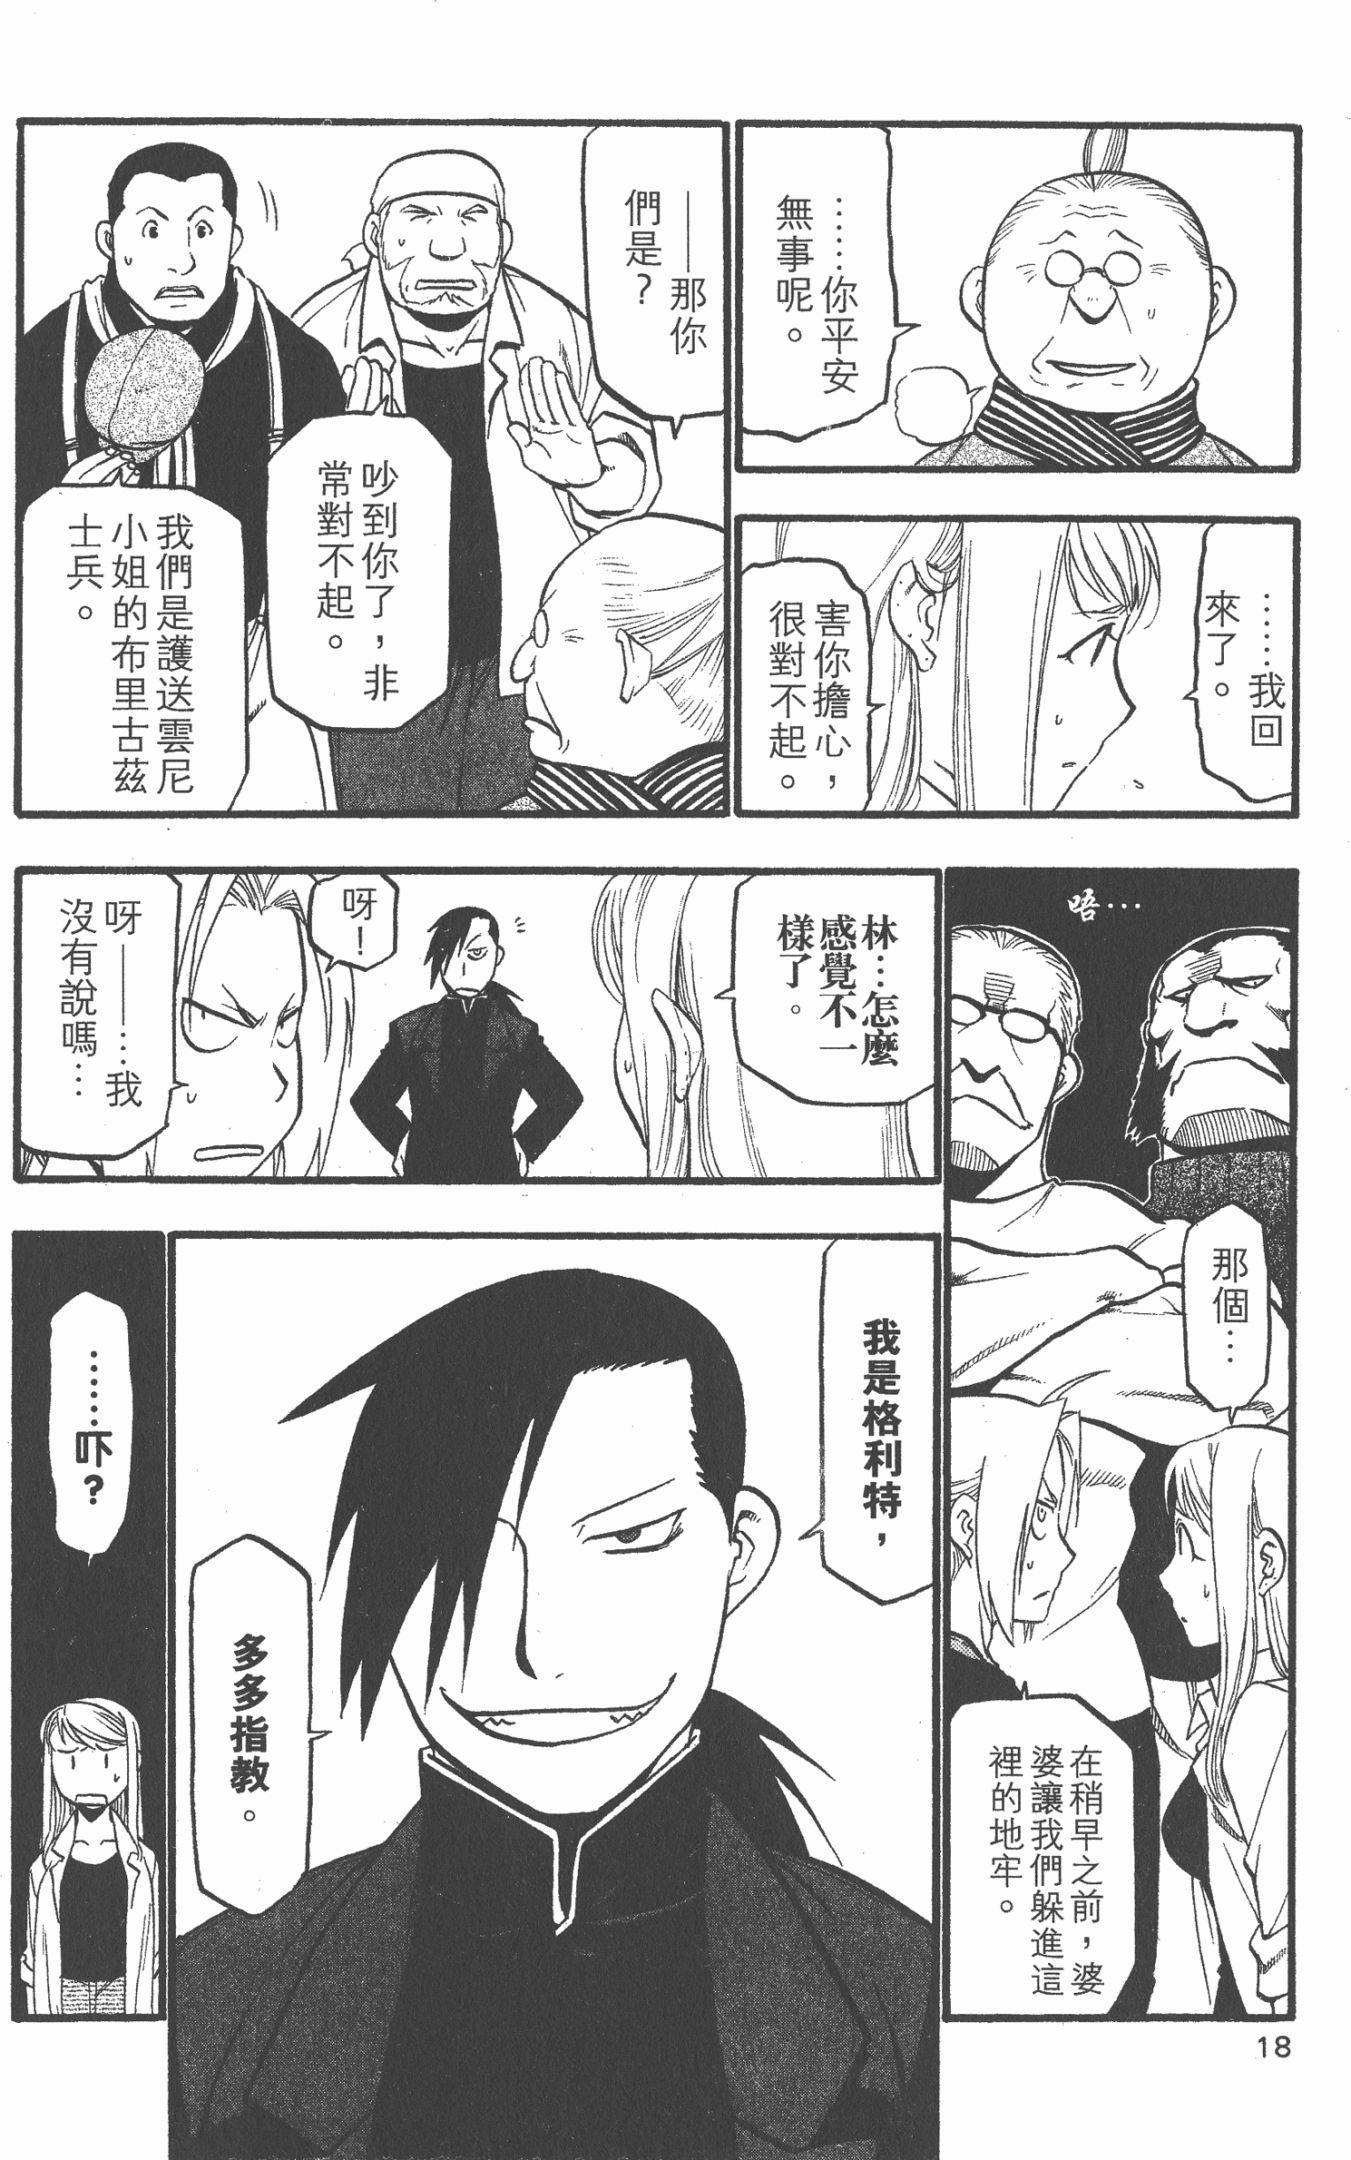 ……你平安
無事呢。
……我回
來了。
害你擔心，
很對不起。
——那你
們是？
吵到你了，非
常對不起。
我們是護送雲尼
小姐的布里古茲
士兵。
唔…
那個…
在稍早之前，婆
婆讓我們躲進這
裡的地牢。
林…怎麼
感覺不一
樣了。
呀！
呀——…我
沒有說嗎…
我是格利特，
多多指教。
……吓？
18